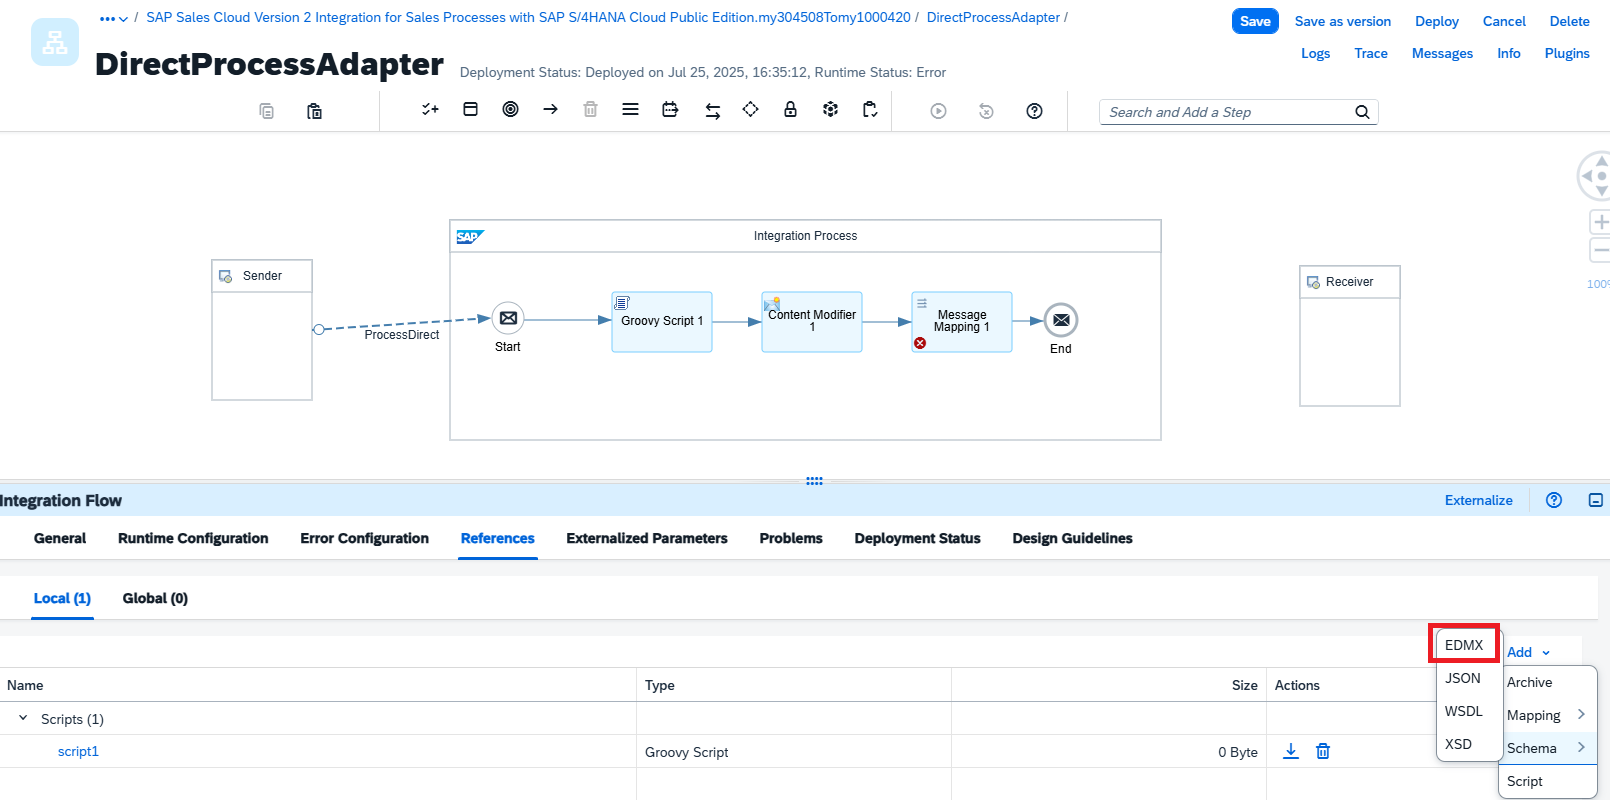 / SAP Sales Cloud Version 2 Integration for Sales Processes with SAP S/4HANA Cloud Public Edition.my304508Tomy1000420 / DirectProcessAdapter /
Save Save as version Deploy Cancel Delete
Logs Trace Messages Info Plugins
DirectProcessAdapter
Deployment Status: Deployed on Jul 25, 2025, 16:35:12, Runtime Status: Error
Search and Add a Step
SAP
Integration Process
Sender
Receiver
100%
ProcessDirect
Start
Groovy Script 1
Content Modifier
1
Message
Mapping 1
End
Integration Flow
Externalize
General Runtime Configuration Error Configuration References Externalized Parameters Problems Deployment Status Design Guidelines
Local (1) Global (0)
Add
EDMX
JSON
WSDL
XSD
Archive
Mapping
Schema
Script
Name Type Size Actions
Scripts (1)
script1 Groovy Script 0 Byte